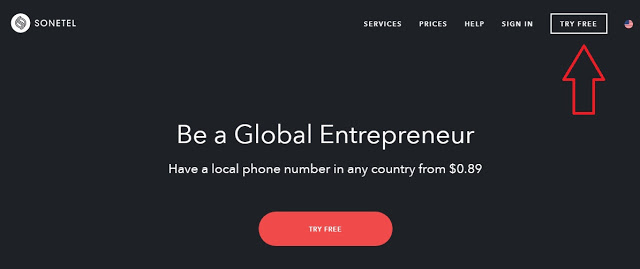 SONETEL
SERVICES PRICES HELP SIGN IN TRY FREE
Be a Global Entrepreneur
Have a local phone number in any country from $0.89
TRY FREE